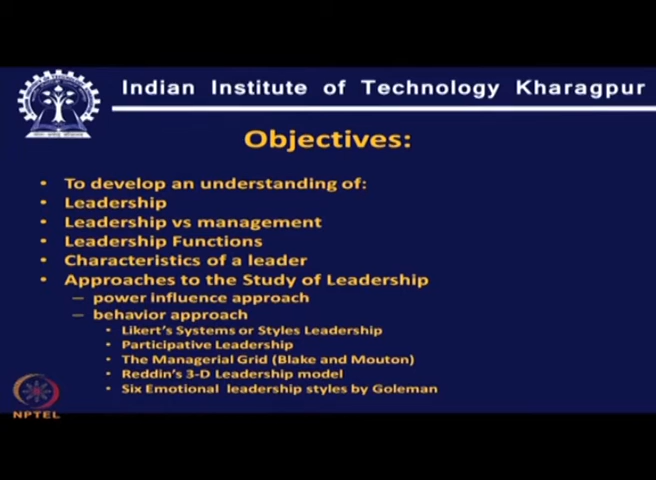 Indian Institute of Technology Kharagpur
Objectives:
• To develop an understanding of:
• Leadership
• Leadership vs management
• Leadership Functions
• Characteristics of a leader
• Approaches to the Study of Leadership
– power influence approach
– behavior approach
• Likert's Systems or Styles Leadership
• Participative Leadership
• The Managerial Grid (Blake and Mouton)
• Reddin's 3-D Leadership model
• Six Emotional leadership styles by Goleman
NPTEL